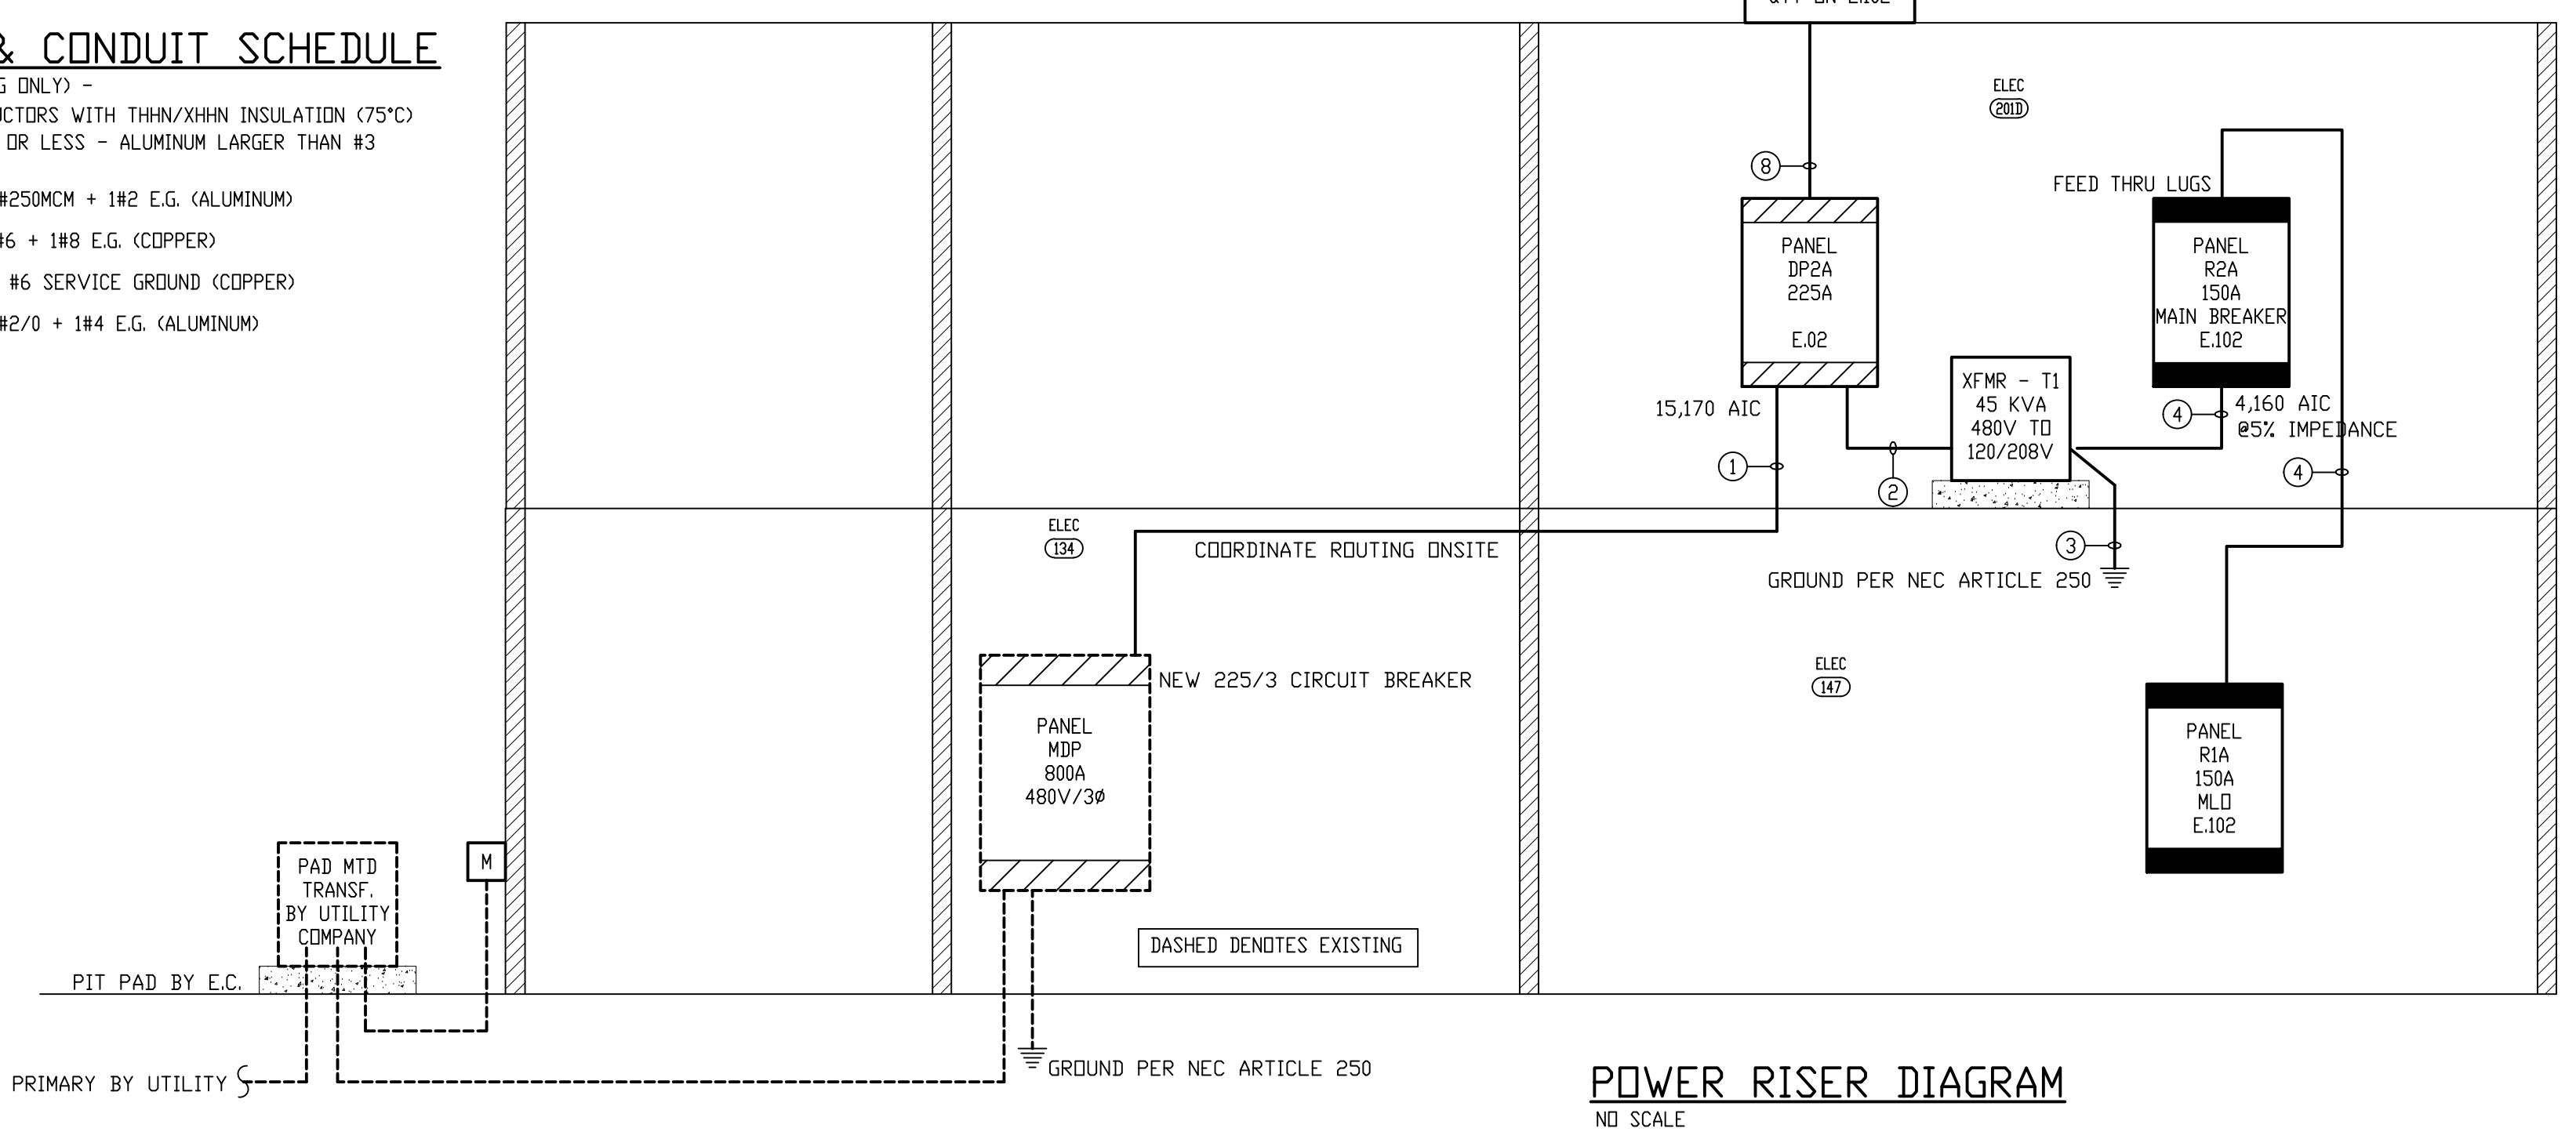 & CONDUIT SCHEDULE
ONLY) -
WITH THHN/XHHN INSULATION (75°C)
OR LESS - ALUMINUM LARGER THAN #3
#250MCM + 1#2 E.G. (ALUMINUM)
#6 + 1#8 E.G. (COPPER)
#6 SERVICE GROUND (COPPER)
#2/0 + 1#4 E.G. (ALUMINUM)
ELEC
201D
8
FEED THRU LUGS
PANEL
DP2A
225A
E.02
PANEL
R2A
150A
MAIN BREAKER
E.102
15,170 AIC
1
2
XFMR - T1
45 KVA
480V TO
120/208V
4
4,160 AIC
@5% IMPEDANCE
4
3
GROUND PER NEC ARTICLE 250
ELEC
134
COORDINATE ROUTING ONSITE
NEW 225/3 CIRCUIT BREAKER
PANEL
MDP
800A
480V/3Ø
ELEC
147
PANEL
R1A
150A
MLO
E.102
PAD MTD
TRANSF.
BY UTILITY
COMPANY
M
DASHED DENOTES EXISTING
PIT PAD BY E.C.
PRIMARY BY UTILITY
GROUND PER NEC ARTICLE 250
POWER RISER DIAGRAM
NO SCALE